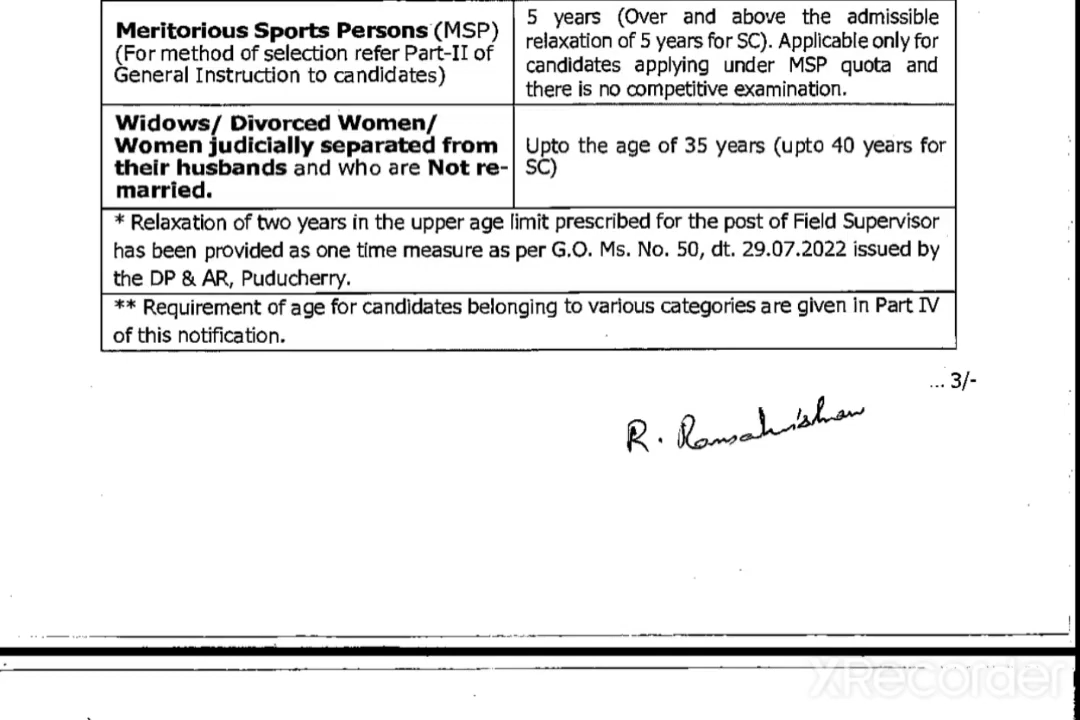 Meritorious Sports Persons (MSP)
(For method of selection refer Part-II of
General Instruction to candidates)
5 years (Over and above the admissible
relaxation of 5 years for SC). Applicable only for
candidates applying under MSP quota and
there is no competitive examination.
Widows/ Divorced Women/
Women judicially separated from
their husbands and who are Not re-
married.
Upto the age of 35 years (upto 40 years for
SC)
* Relaxation of two years in the upper age limit prescribed for the post of Field Supervisor
has been provided as one time measure as per G.O. Ms. No. 50, dt. 29.07.2022 issued by
the DP & AR, Puducherry.
** Requirement of age for candidates belonging to various categories are given in Part IV
of this notification.
... 3/-
R.
XRecorder